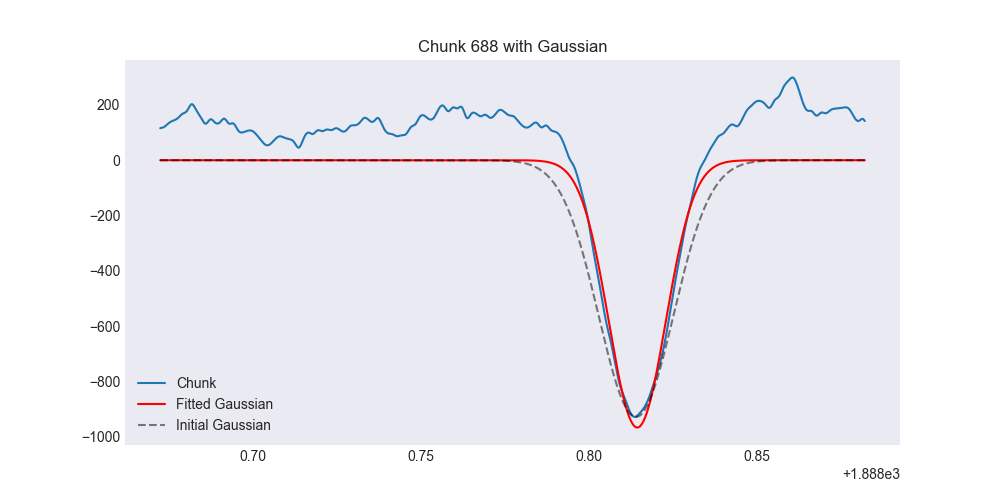 Chunk 688 with Gaussian
200
0
−200
−400
−600
−800
−1000
Chunk
Fitted Gaussian
Initial Gaussian
0.70 0.75 0.80 0.85
+1.888e3